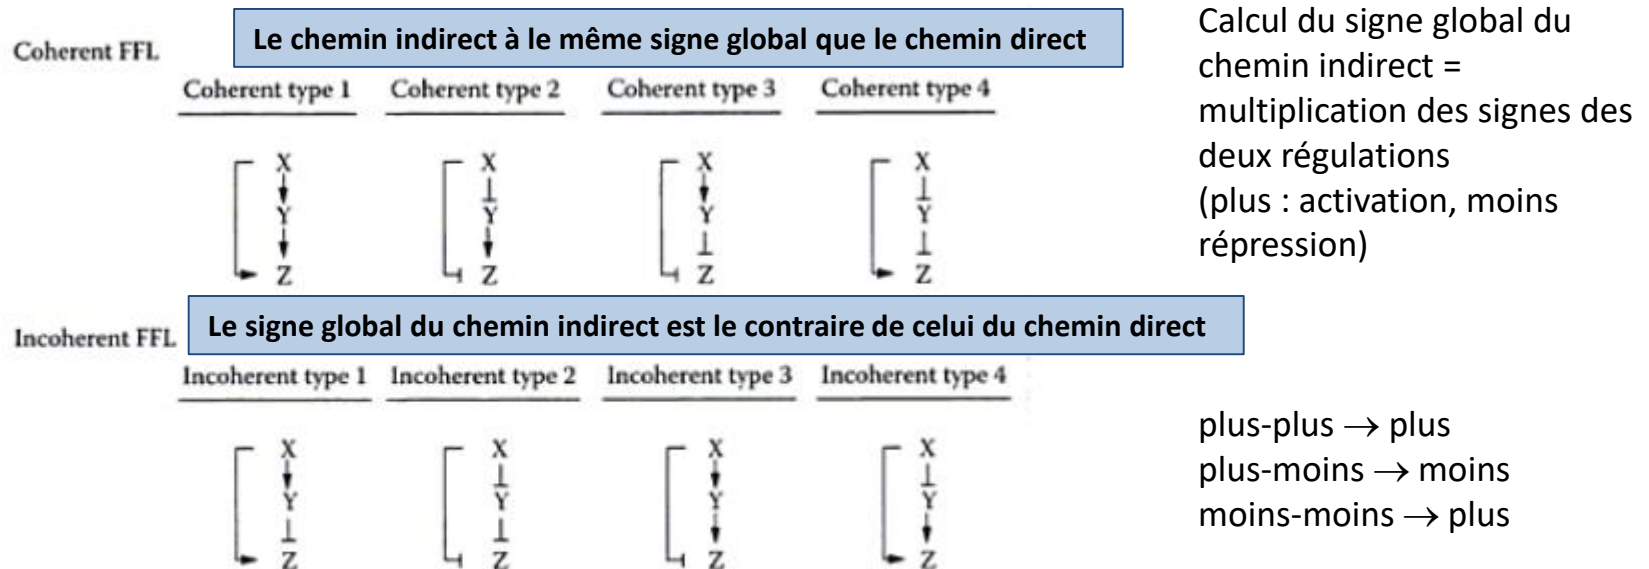 Coherent FFL
Le chemin indirect à le même signe global que le chemin direct
Coherent type 1 Coherent type 2 Coherent type 3 Coherent type 4
X X X X
Y Y Y Y
Z Z Z Z
Incoherent FFL
Le signe global du chemin indirect est le contraire de celui du chemin direct
Incoherent type 1 Incoherent type 2 Incoherent type 3 Incoherent type 4
X X X X
Y Y Y Y
Z Z Z Z
Calcul du signe global du
chemin indirect =
multiplication des signes des
deux régulations
(plus : activation, moins
répression)
plus-plus → plus
plus-moins → moins
moins-moins → plus